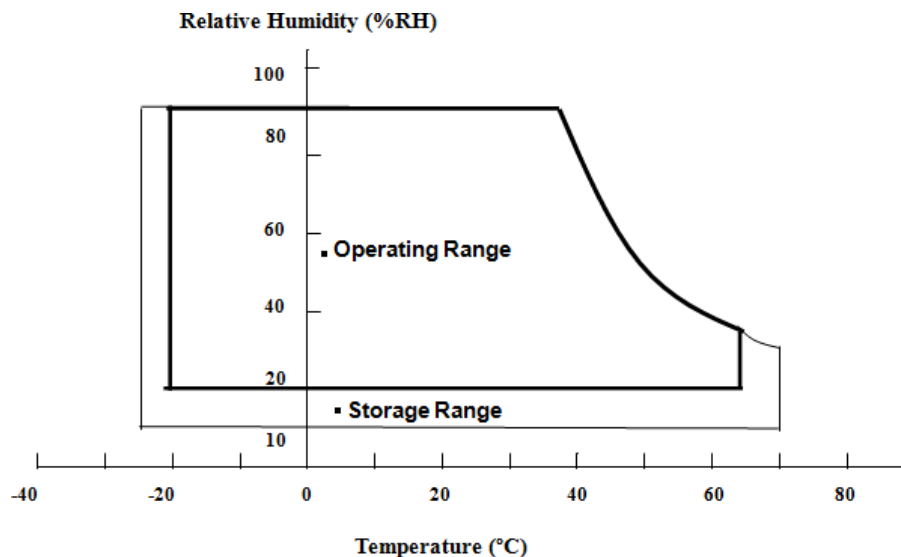 Relative Humidity (%RH)
100
80
60
Operating Range
40
20
Storage Range
10
-40 -20 0 20 40 60 80
Temperature (°C)